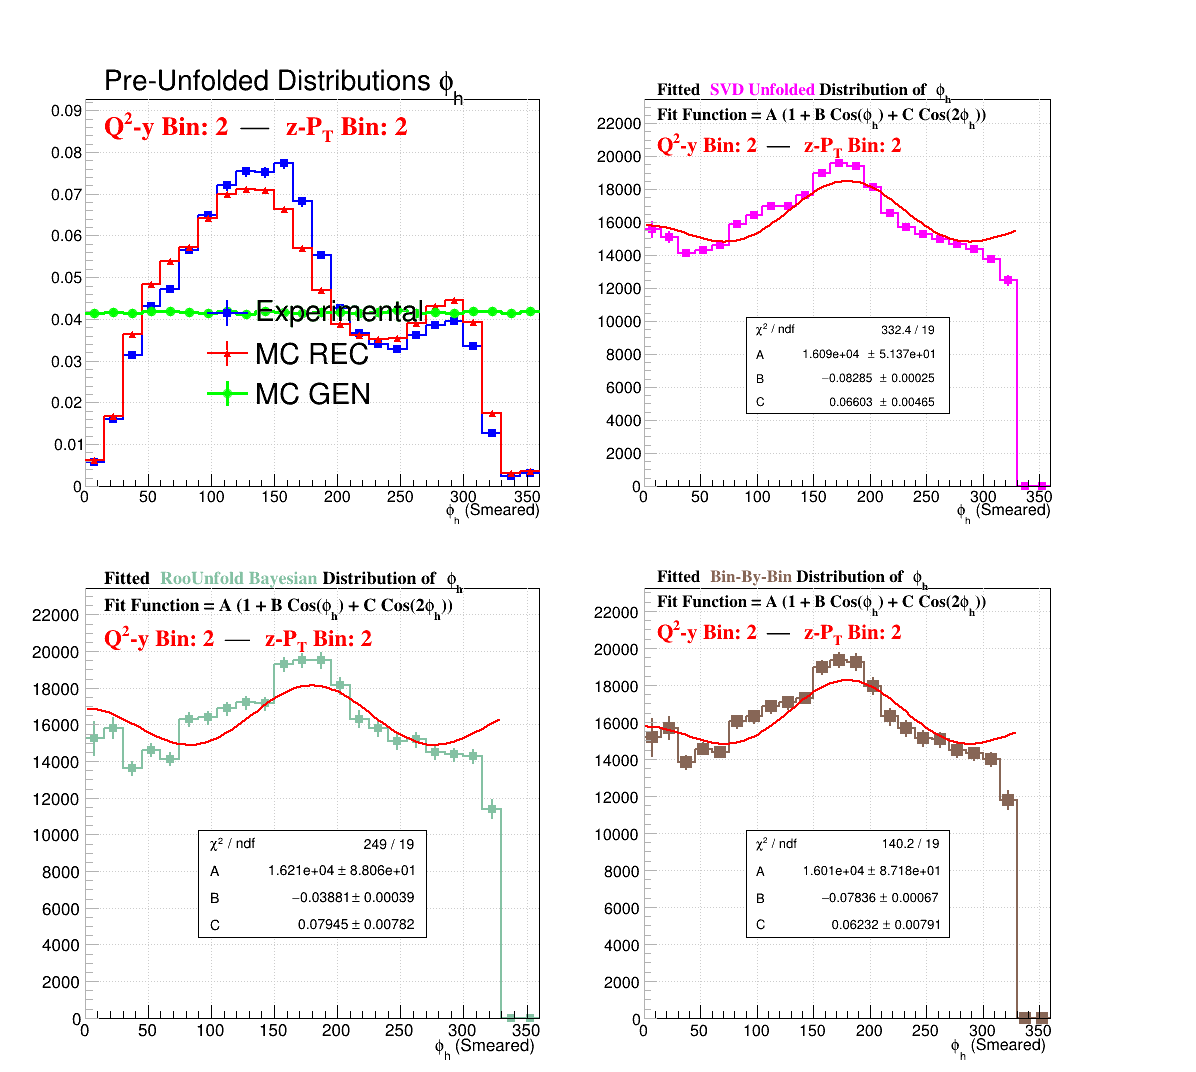 Pre-Unfolded Distributions ϕh
Q²-y Bin: 2 — z-PT Bin: 2
0.09
0.08
0.07
0.06
0.05
0.04
0.03
0.02
0.01
0
Experimental
MC REC
MC GEN
0 50 100 150 200 250 300 350
ϕh (Smeared)
Fitted SVD Unfolded Distribution of ϕh
Fit Function = A (1 + B Cos(ϕh) + C Cos(2ϕh))
Q²-y Bin: 2 — z-PT Bin: 2
22000
20000
18000
16000
14000
12000
10000
8000
6000
4000
2000
0
χ² / ndf 332.4 / 19
A 1.609e+04 ± 5.137e+01
B −0.08285 ± 0.00025
C 0.06603 ± 0.00465
0 50 100 150 200 250 300 350
ϕh (Smeared)
Fitted RooUnfold Bayesian Distribution of ϕh
Fit Function = A (1 + B Cos(ϕh) + C Cos(2ϕh))
Q²-y Bin: 2 — z-PT Bin: 2
22000
20000
18000
16000
14000
12000
10000
8000
6000
4000
2000
0
χ² / ndf 249 / 19
A 1.621e+04 ± 8.806e+01
B −0.03881 ± 0.00039
C 0.07945 ± 0.00782
0 50 100 150 200 250 300 350
ϕh (Smeared)
Fitted Bin-By-Bin Distribution of ϕh
Fit Function = A (1 + B Cos(ϕh) + C Cos(2ϕh))
Q²-y Bin: 2 — z-PT Bin: 2
22000
20000
18000
16000
14000
12000
10000
8000
6000
4000
2000
0
χ² / ndf 140.2 / 19
A 1.601e+04 ± 8.718e+01
B −0.07836 ± 0.00067
C 0.06232 ± 0.00791
0 50 100 150 200 250 300 350
ϕh (Smeared)